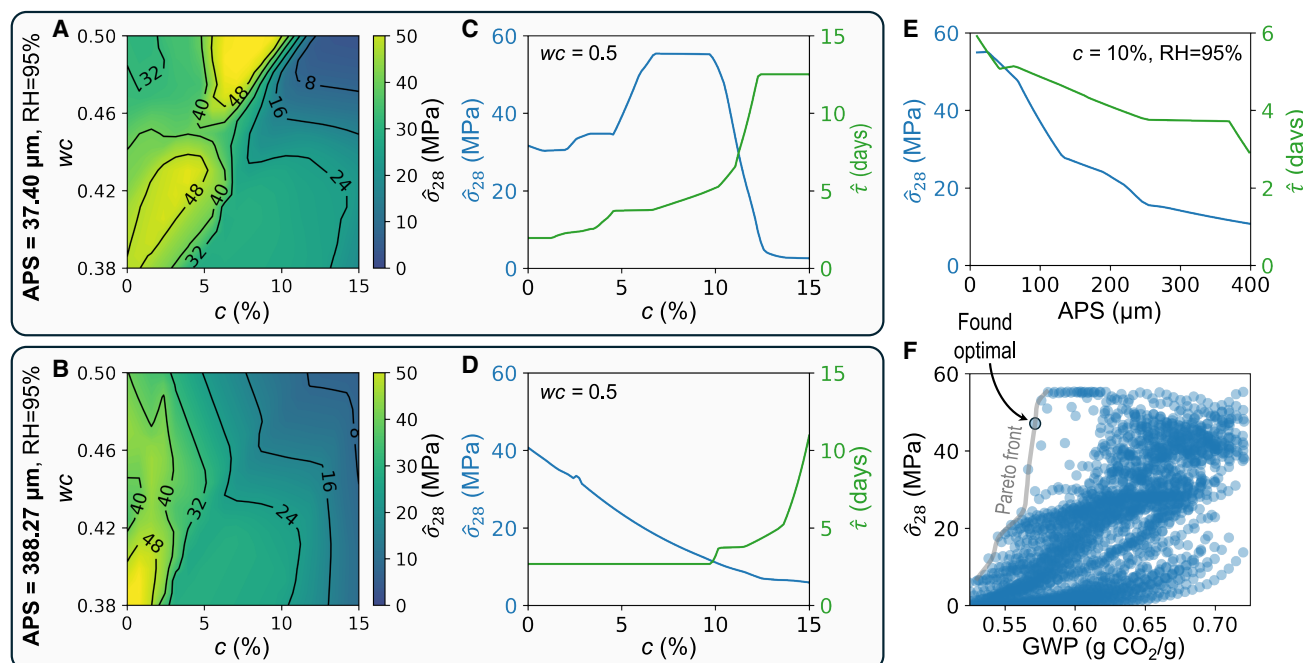 A
APS = 37.40 µm, RH=95%
wc
0.50
0.46
0.42
0.38
32
40
48
8
16
24
48
40
32
0
5
10
15
c (%)
50
40
30
20
10
0
σ̂28 (MPa)
C
wc = 0.5
60
40
20
0
σ̂28 (MPa)
15
10
5
0
τ̂ (days)
0
5
10
15
c (%)
E
c = 10%, RH=95%
60
40
20
0
σ̂28 (MPa)
6
4
2
0
τ̂ (days)
0
100
200
300
400
APS (µm)
B
APS = 388.27 µm, RH=95%
wc
0.50
0.46
0.42
0.38
40
40
32
48
24
16
8
0
5
10
15
c (%)
50
40
30
20
10
0
σ̂28 (MPa)
D
wc = 0.5
60
40
20
0
σ̂28 (MPa)
15
10
5
0
τ̂ (days)
0
5
10
15
c (%)
Found
optimal
F
Pareto front
60
40
20
0
σ̂28 (MPa)
0.55
0.60
0.65
0.70
GWP (g CO₂/g)